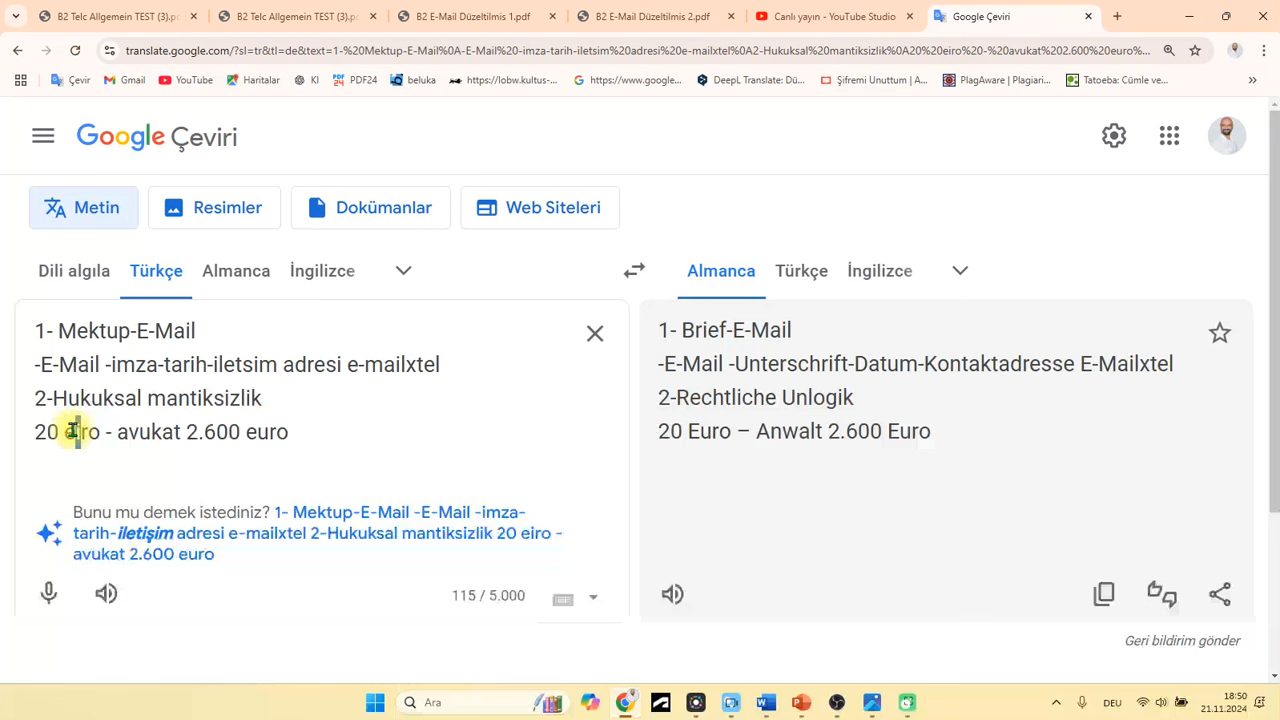 B2 Telc Allgemein TEST (3).pc
B2 Telc Allgemein TEST (3).pc
B2 E-Mail Düzeltilmis 1.pdf
B2 E-Mail Düzeltilmis 2.pdf
Canlı yayın - YouTube Studio
Google Çeviri
translate.google.com/?sl=tr&tl=de&text=1-%20Mektup-E-Mail%0A-E-Mail%20-imza-tarih-iletsim%20adresi%20e-mailxtel%0A2-Hukuksal%20mantiksizlik%0A20%20eiro%20-%20avukat%202.600%20euro%...
Çevir
Gmail
YouTube
Haritalar
KI
PDF24
beluka
https://lobw.kultus-...
https://www.google...
DeepL Translate: Dü...
Şifremi Unuttum | A...
PlagAware | Plagiari...
Tatoeba: Cümle ve...
Google Çeviri
Metin
Resimler
Dokümanlar
Web Siteleri
Dili algıla Türkçe Almanca İngilizce
Almanca Türkçe İngilizce
1- Mektup-E-Mail
-E-Mail -imza-tarih-iletsim adresi e-mailxtel
2-Hukuksal mantiksizlik
20 eiro - avukat 2.600 euro
Bunu mu demek istediniz? 1- Mektup-E-Mail -E-Mail -imza-
tarih-iletişim adresi e-mailxtel 2-Hukuksal mantiksizlik 20 eiro -
avukat 2.600 euro
115 / 5.000
1- Brief-E-Mail
-E-Mail -Unterschrift-Datum-Kontaktadresse E-Mailxtel
2-Rechtliche Unlogik
20 Euro – Anwalt 2.600 Euro
Geri bildirim gönder
Ara
DEU
18:50
21.11.2024